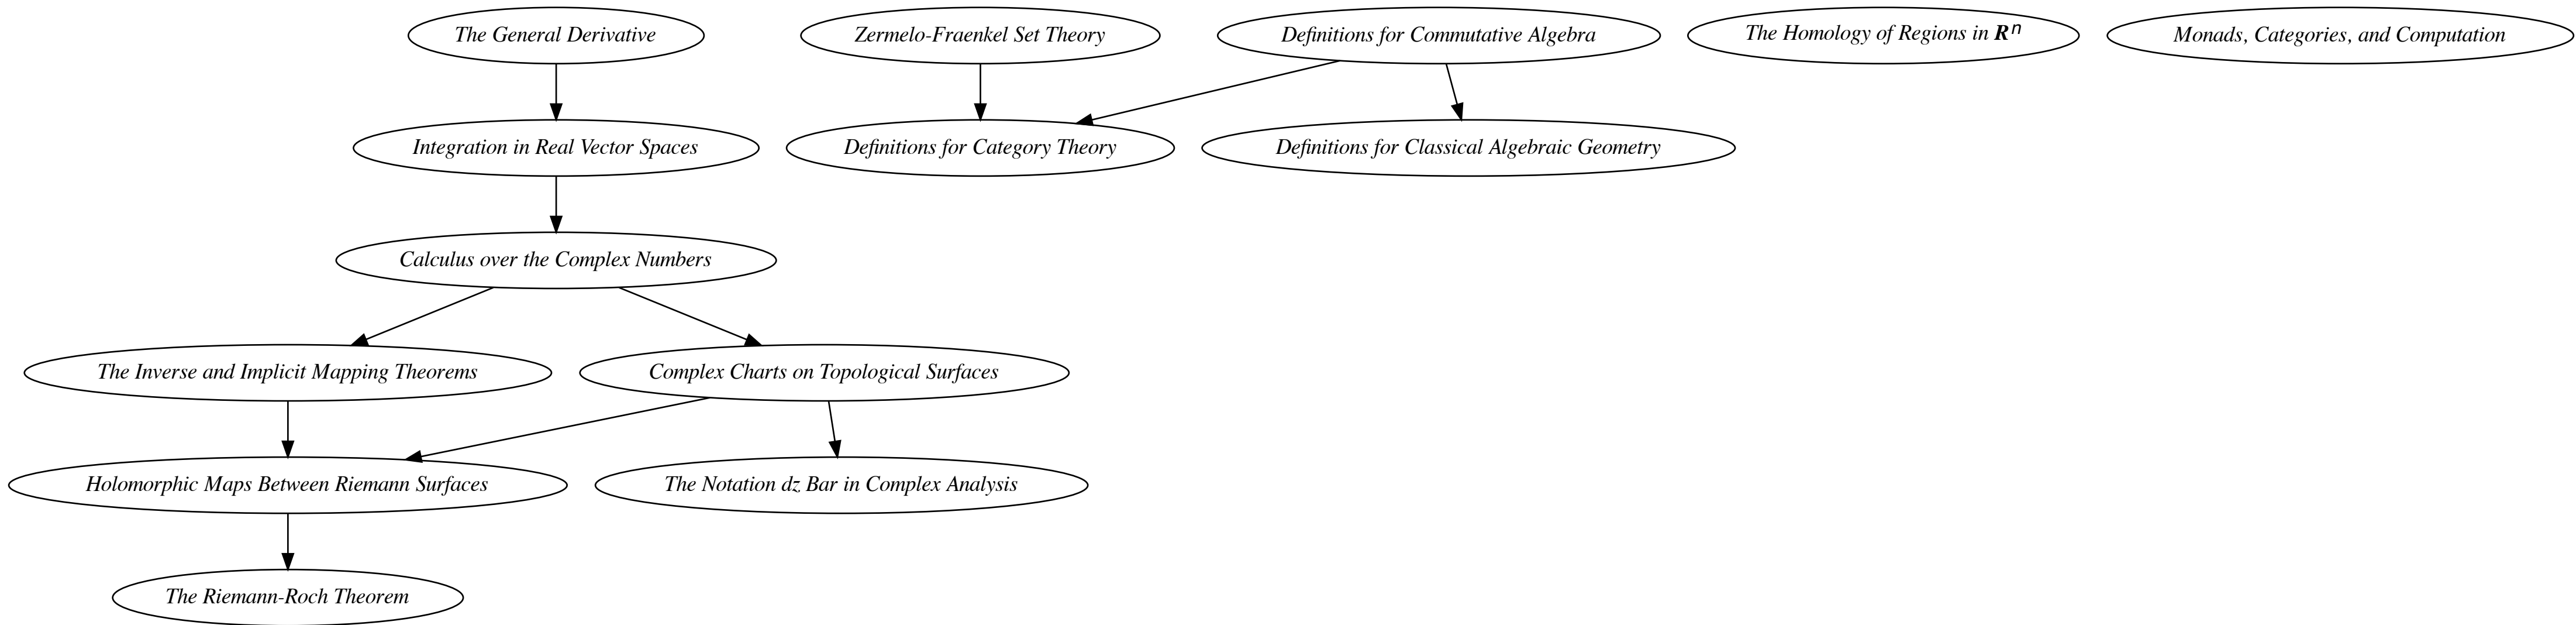 The General Derivative
Zermelo-Fraenkel Set Theory
Definitions for Commutative Algebra
The Homology of Regions in Rⁿ
Monads, Categories, and Computation
Integration in Real Vector Spaces
Definitions for Category Theory
Definitions for Classical Algebraic Geometry
Calculus over the Complex Numbers
The Inverse and Implicit Mapping Theorems
Complex Charts on Topological Surfaces
Holomorphic Maps Between Riemann Surfaces
The Notation dz Bar in Complex Analysis
The Riemann-Roch Theorem